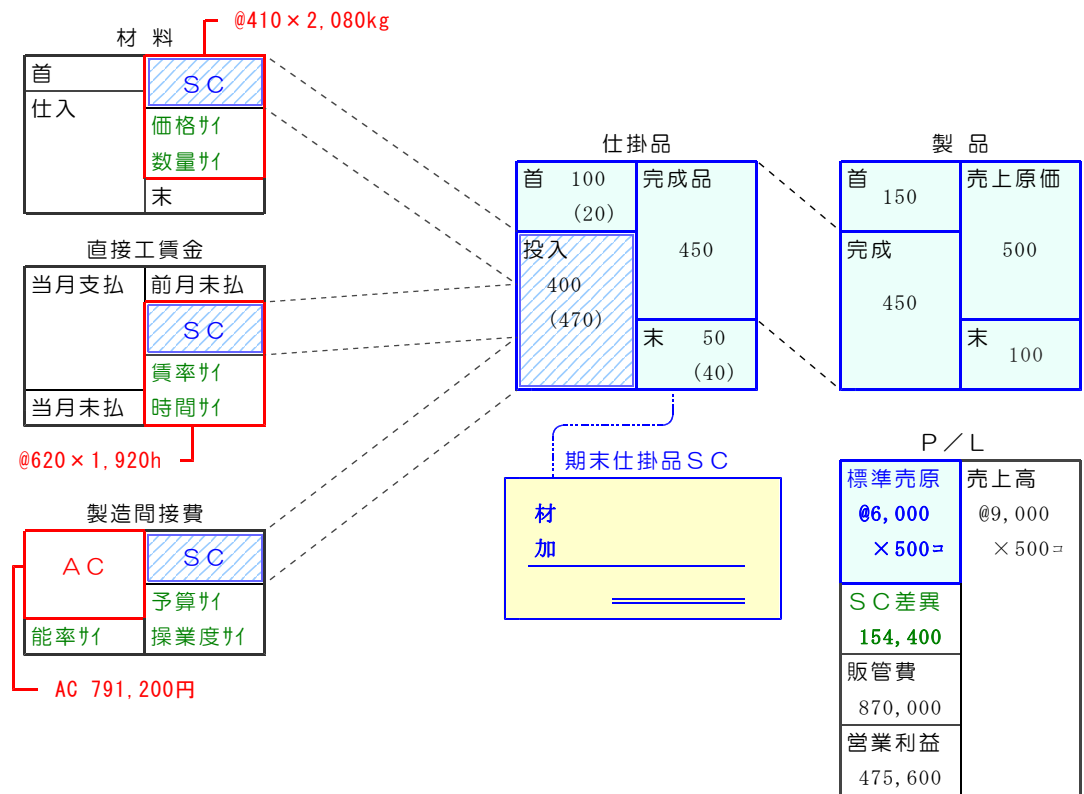 @410×2,080kg
材 料
首
SC
仕入
価格サイ
数量サイ
末
直接工賃金
当月支払
前月未払
SC
賃率サイ
当月未払
時間サイ
@620×1,920h
製造間接費
AC
SC
予算サイ
能率サイ
操業度サイ
AC 791,200円
仕掛品
首 100
(20)
完成品
450
投入
400
(470)
末 50
(40)
期末仕掛品SC
材
加
製 品
首
150
売上原価
500
完成
450
末
100
P/L
標準売原
@6,000
×500コ
売上高
@9,000
×500コ
SC差異
154,400
販管費
870,000
営業利益
475,600